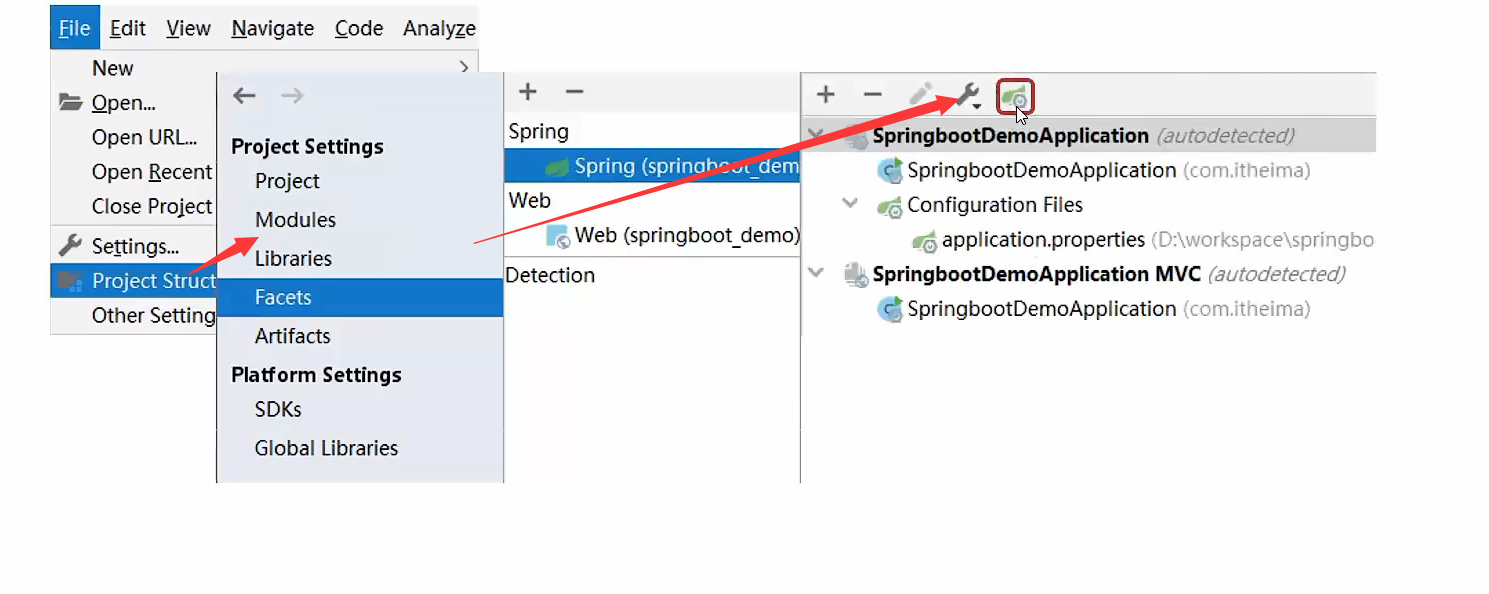 File Edit View Navigate Code Analyze
New
Open...
Open URL...
Open Recent
Close Project
Settings...
Project Struct
Other Setting
Project Settings
Project
Modules
Libraries
Facets
Artifacts
Platform Settings
SDKs
Global Libraries
Spring
Spring (springboot_dem
Web
Web (springboot_demo)
Detection
SpringbootDemoApplication (autodetected)
SpringbootDemoApplication (com.itheima)
Configuration Files
application.properties (D:\workspace\springbo
SpringbootDemoApplication MVC (autodetected)
SpringbootDemoApplication (com.itheima)